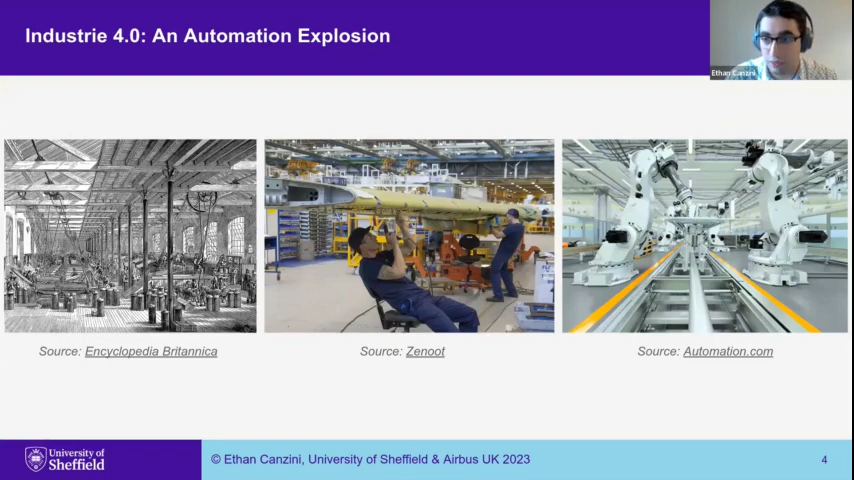 Industrie 4.0: An Automation Explosion
Ethan Canzini
Source: Encyclopedia Britannica
Source: Zenoot
Source: Automation.com
University of
Sheffield
© Ethan Canzini, University of Sheffield & Airbus UK 2023
4